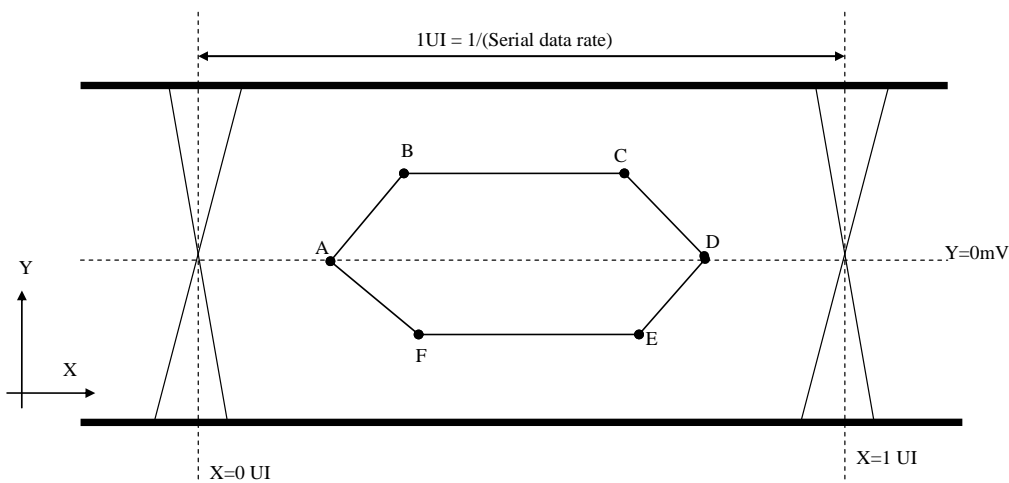 1UI = 1/(Serial data rate)
B
C
A
D
Y=0mV
Y
F
E
X
X=1 UI
X=0 UI